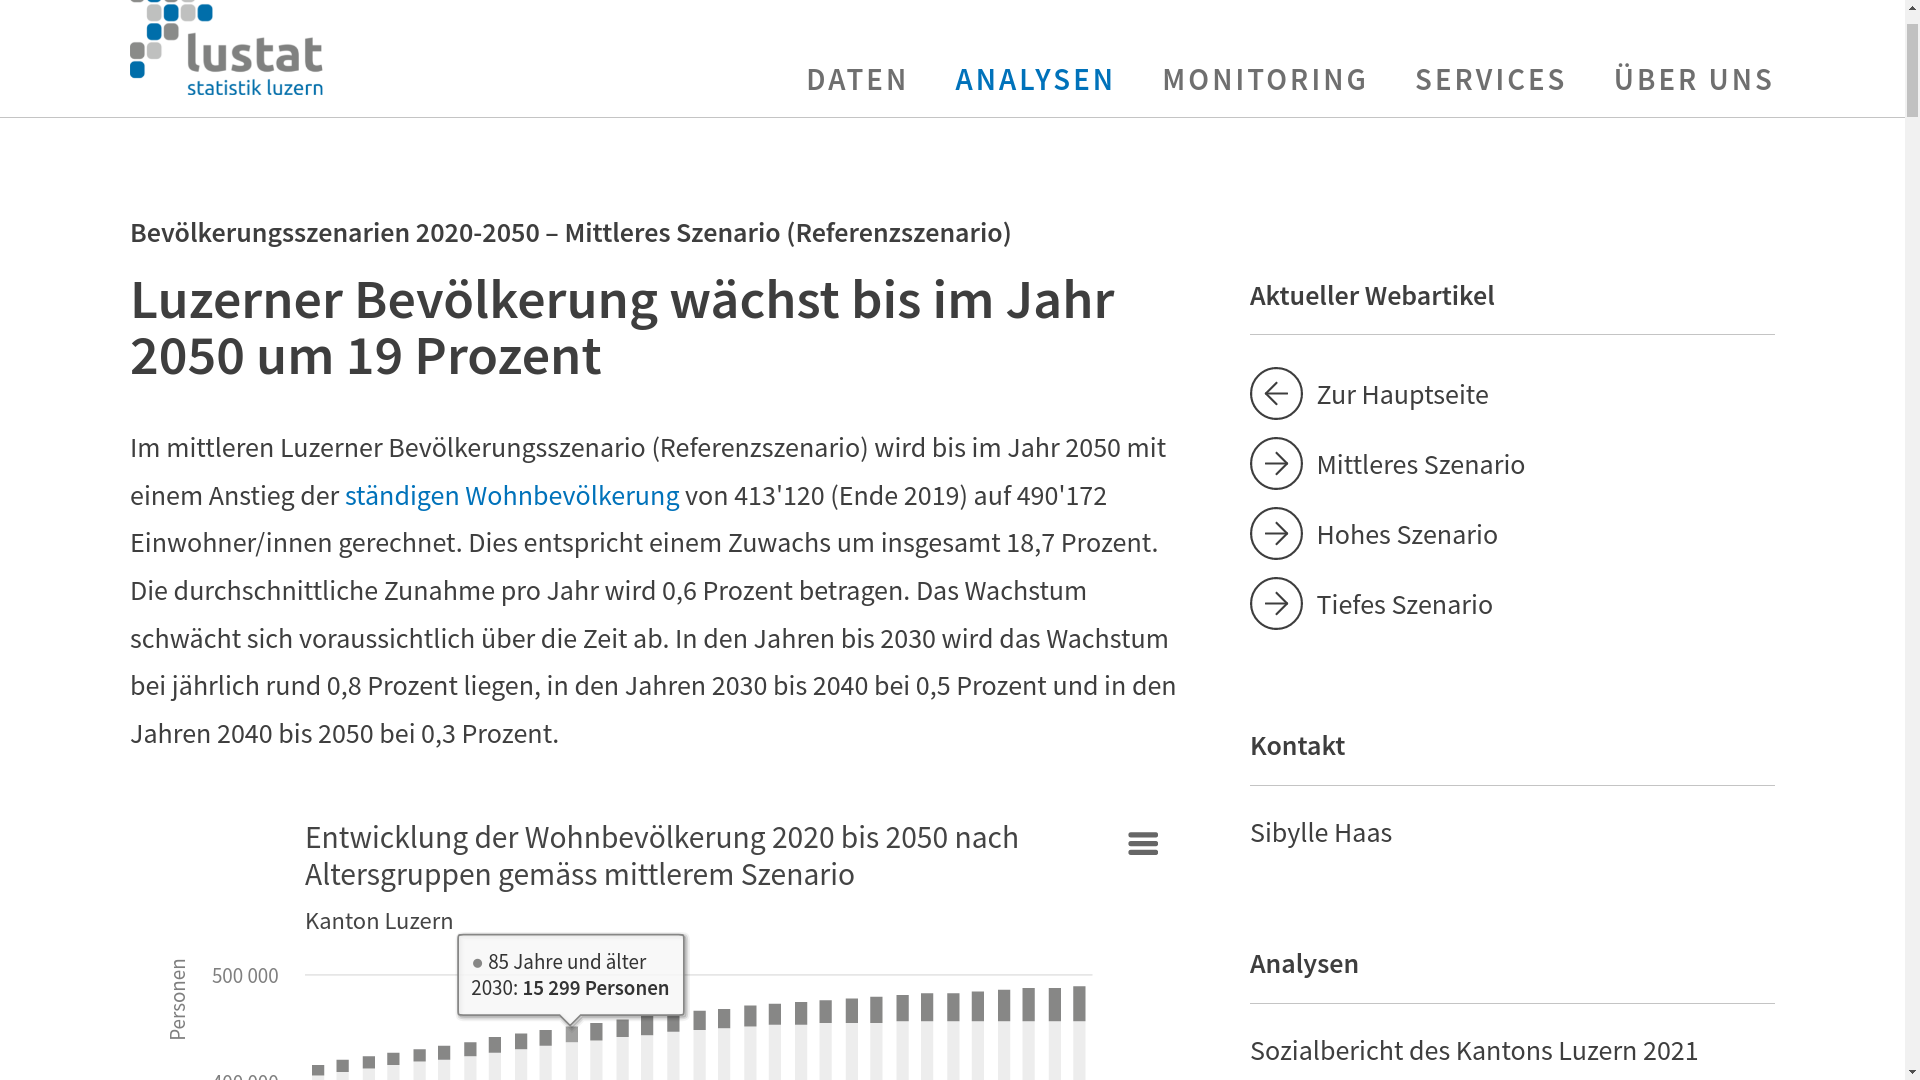 lustat
statistik luzern
DATEN
ANALYSEN
MONITORING
SERVICES
ÜBER UNS
Bevölkerungsszenarien 2020-2050 – Mittleres Szenario (Referenzszenario)
Luzerner Bevölkerung wächst bis im Jahr
2050 um 19 Prozent
Im mittleren Luzerner Bevölkerungsszenario (Referenzszenario) wird bis im Jahr 2050 mit
einem Anstieg der ständigen Wohnbevölkerung von 413'120 (Ende 2019) auf 490'172
Einwohner/innen gerechnet. Dies entspricht einem Zuwachs um insgesamt 18,7 Prozent.
Die durchschnittliche Zunahme pro Jahr wird 0,6 Prozent betragen. Das Wachstum
schwächt sich voraussichtlich über die Zeit ab. In den Jahren bis 2030 wird das Wachstum
bei jährlich rund 0,8 Prozent liegen, in den Jahren 2030 bis 2040 bei 0,5 Prozent und in den
Jahren 2040 bis 2050 bei 0,3 Prozent.
Entwicklung der Wohnbevölkerung 2020 bis 2050 nach
Altersgruppen gemäss mittlerem Szenario
Kanton Luzern
85 Jahre und älter
2030: 15 299 Personen
Personen
500 000
400 000
Aktueller Webartikel
Zur Hauptseite
Mittleres Szenario
Hohes Szenario
Tiefes Szenario
Kontakt
Sibylle Haas
Analysen
Sozialbericht des Kantons Luzern 2021